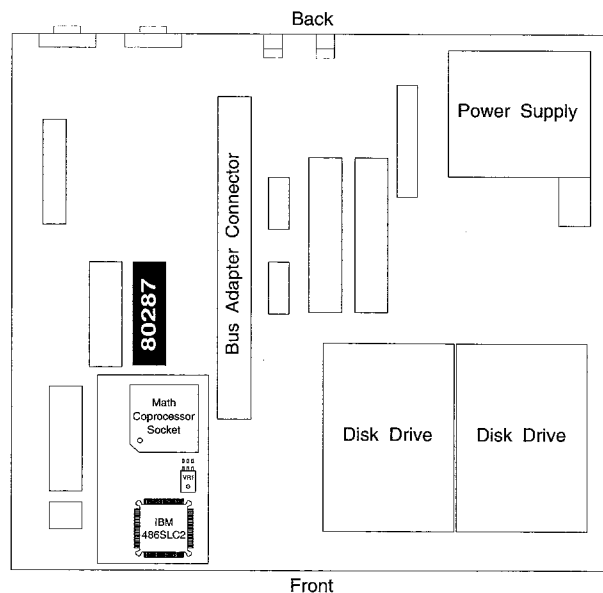 Back
Power Supply
Bus Adapter Connector
80287
Math
Coprocessor
Socket
VR1
Disk Drive
Disk Drive
IBM
486SLC2
Front